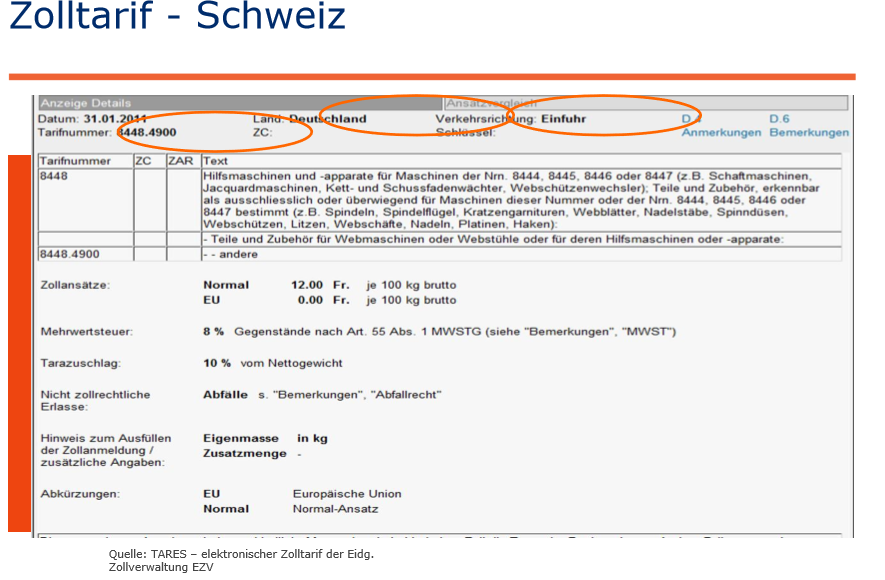 Zolltarif - Schweiz
Anzeige Details Ansatzvergleich
Datum: 31.01.2011 Land: Deutschland Verkehrsrichtung: Einfuhr D.4 D.6
Tarifnummer: 8448.4900 ZC: Schlüssel: Anmerkungen Bemerkungen
Tarifnummer ZC ZAR Text
8448 Hilfsmaschinen und -apparate für Maschinen der Nrn. 8444, 8445, 8446 oder 8447 (z.B. Schaftmaschinen,
Jacquardmaschinen, Kett- und Schussfadenwächter, Webschützenwechsler); Teile und Zubehör, erkennbar
als ausschliesslich oder überwiegend für Maschinen dieser Nummer oder der Nrn. 8444, 8445, 8446 oder
8447 bestimmt (z.B. Spindeln, Spindelflügel, Kratzengarnituren, Webblätter, Nadelstäbe, Spinndüsen,
Webschützen, Litzen, Webschäfte, Nadeln, Platinen, Haken):
- Teile und Zubehör für Webmaschinen oder Webstühle oder für deren Hilfsmaschinen oder -apparate:
8448.4900 - - andere
Zollansätze: Normal 12.00 Fr. je 100 kg brutto
EU 0.00 Fr. je 100 kg brutto
Mehrwertsteuer: 8 % Gegenstände nach Art. 55 Abs. 1 MWSTG (siehe "Bemerkungen", "MWST")
Tarazuschlag: 10 % vom Nettogewicht
Nicht zollrechtliche Abfälle s. "Bemerkungen", "Abfallrecht"
Erlasse:
Hinweis zum Ausfüllen Eigenmasse in kg
der Zollanmeldung / Zusatzmenge -
zusätzliche Angaben:
Abkürzungen: EU Europäische Union
Normal Normal-Ansatz
Quelle: TARES – elektronischer Zolltarif der Eidg.
Zollverwaltung EZV